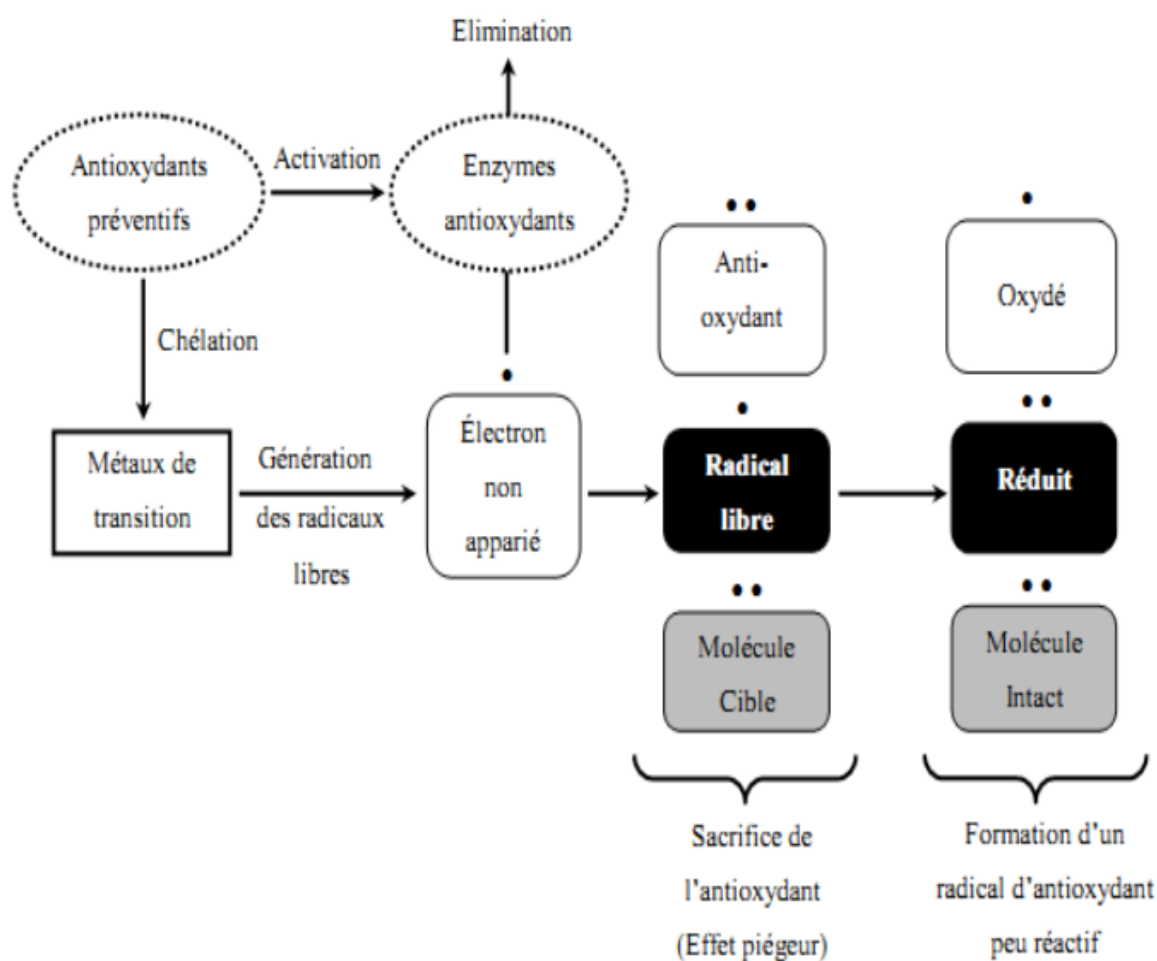 Elimination
Antioxydants
préventifs
Activation
Enzymes
antioxydants
Chélation
Métaux de
transition
Génération
des radicaux
libres
Électron
non
apparié
Anti-
oxydant
Radical
libre
Molécule
Cible
Oxydé
Réduit
Molécule
Intact
Sacrifice de
l'antioxydant
(Effet piégeur)
Formation d'un
radical d'antioxydant
peu réactif